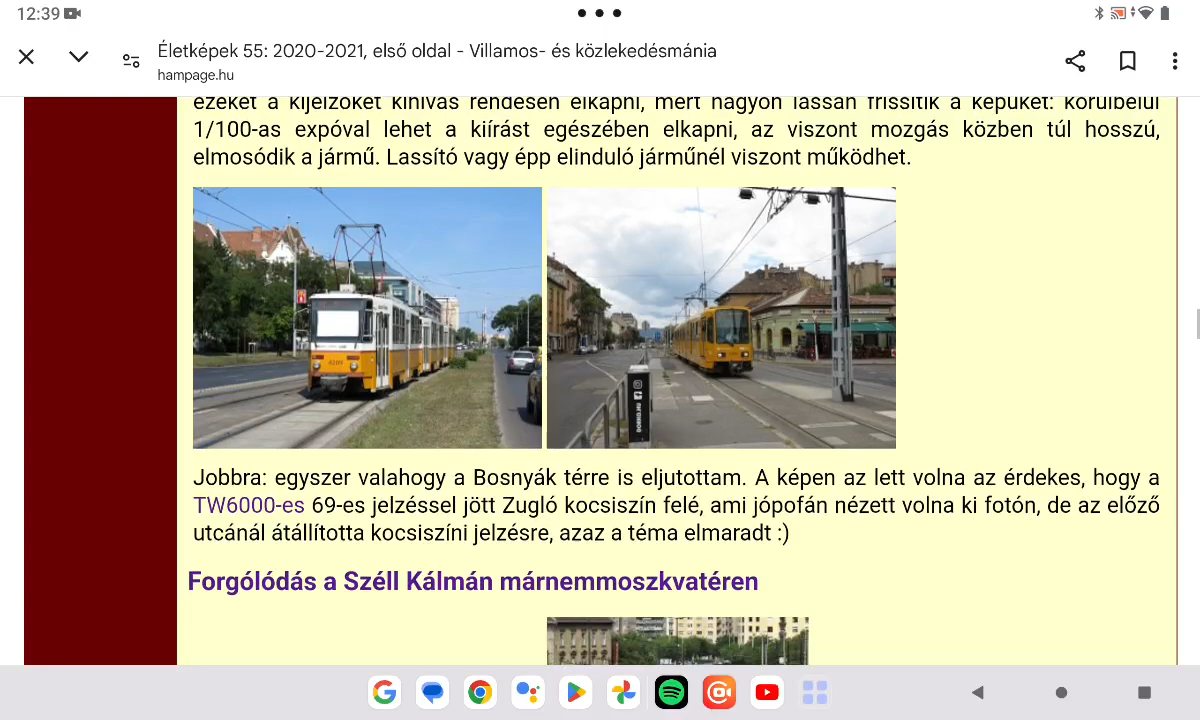 12:39
Életképek 55: 2020-2021, első oldal - Villamos- és közlekedésmánia
hampage.hu
ezeket a kijelzőket kihívás rendesen elkapni, mert nagyon lassan frissítik a képüket: körülbelül
1/100-as expóval lehet a kiírást egészében elkapni, az viszont mozgás közben túl hosszú,
elmosódik a jármű. Lassító vagy épp elinduló járműnél viszont működhet.
Jobbra: egyszer valahogy a Bosnyák térre is eljutottam. A képen az lett volna az érdekes, hogy a
TW6000-es 69-es jelzéssel jött Zugló kocsiszín felé, ami jópofán nézett volna ki fotón, de az előző
utcánál átállította kocsiszíni jelzésre, azaz a téma elmaradt :)
Forgólódás a Széll Kálmán márnemmoszkvatéren